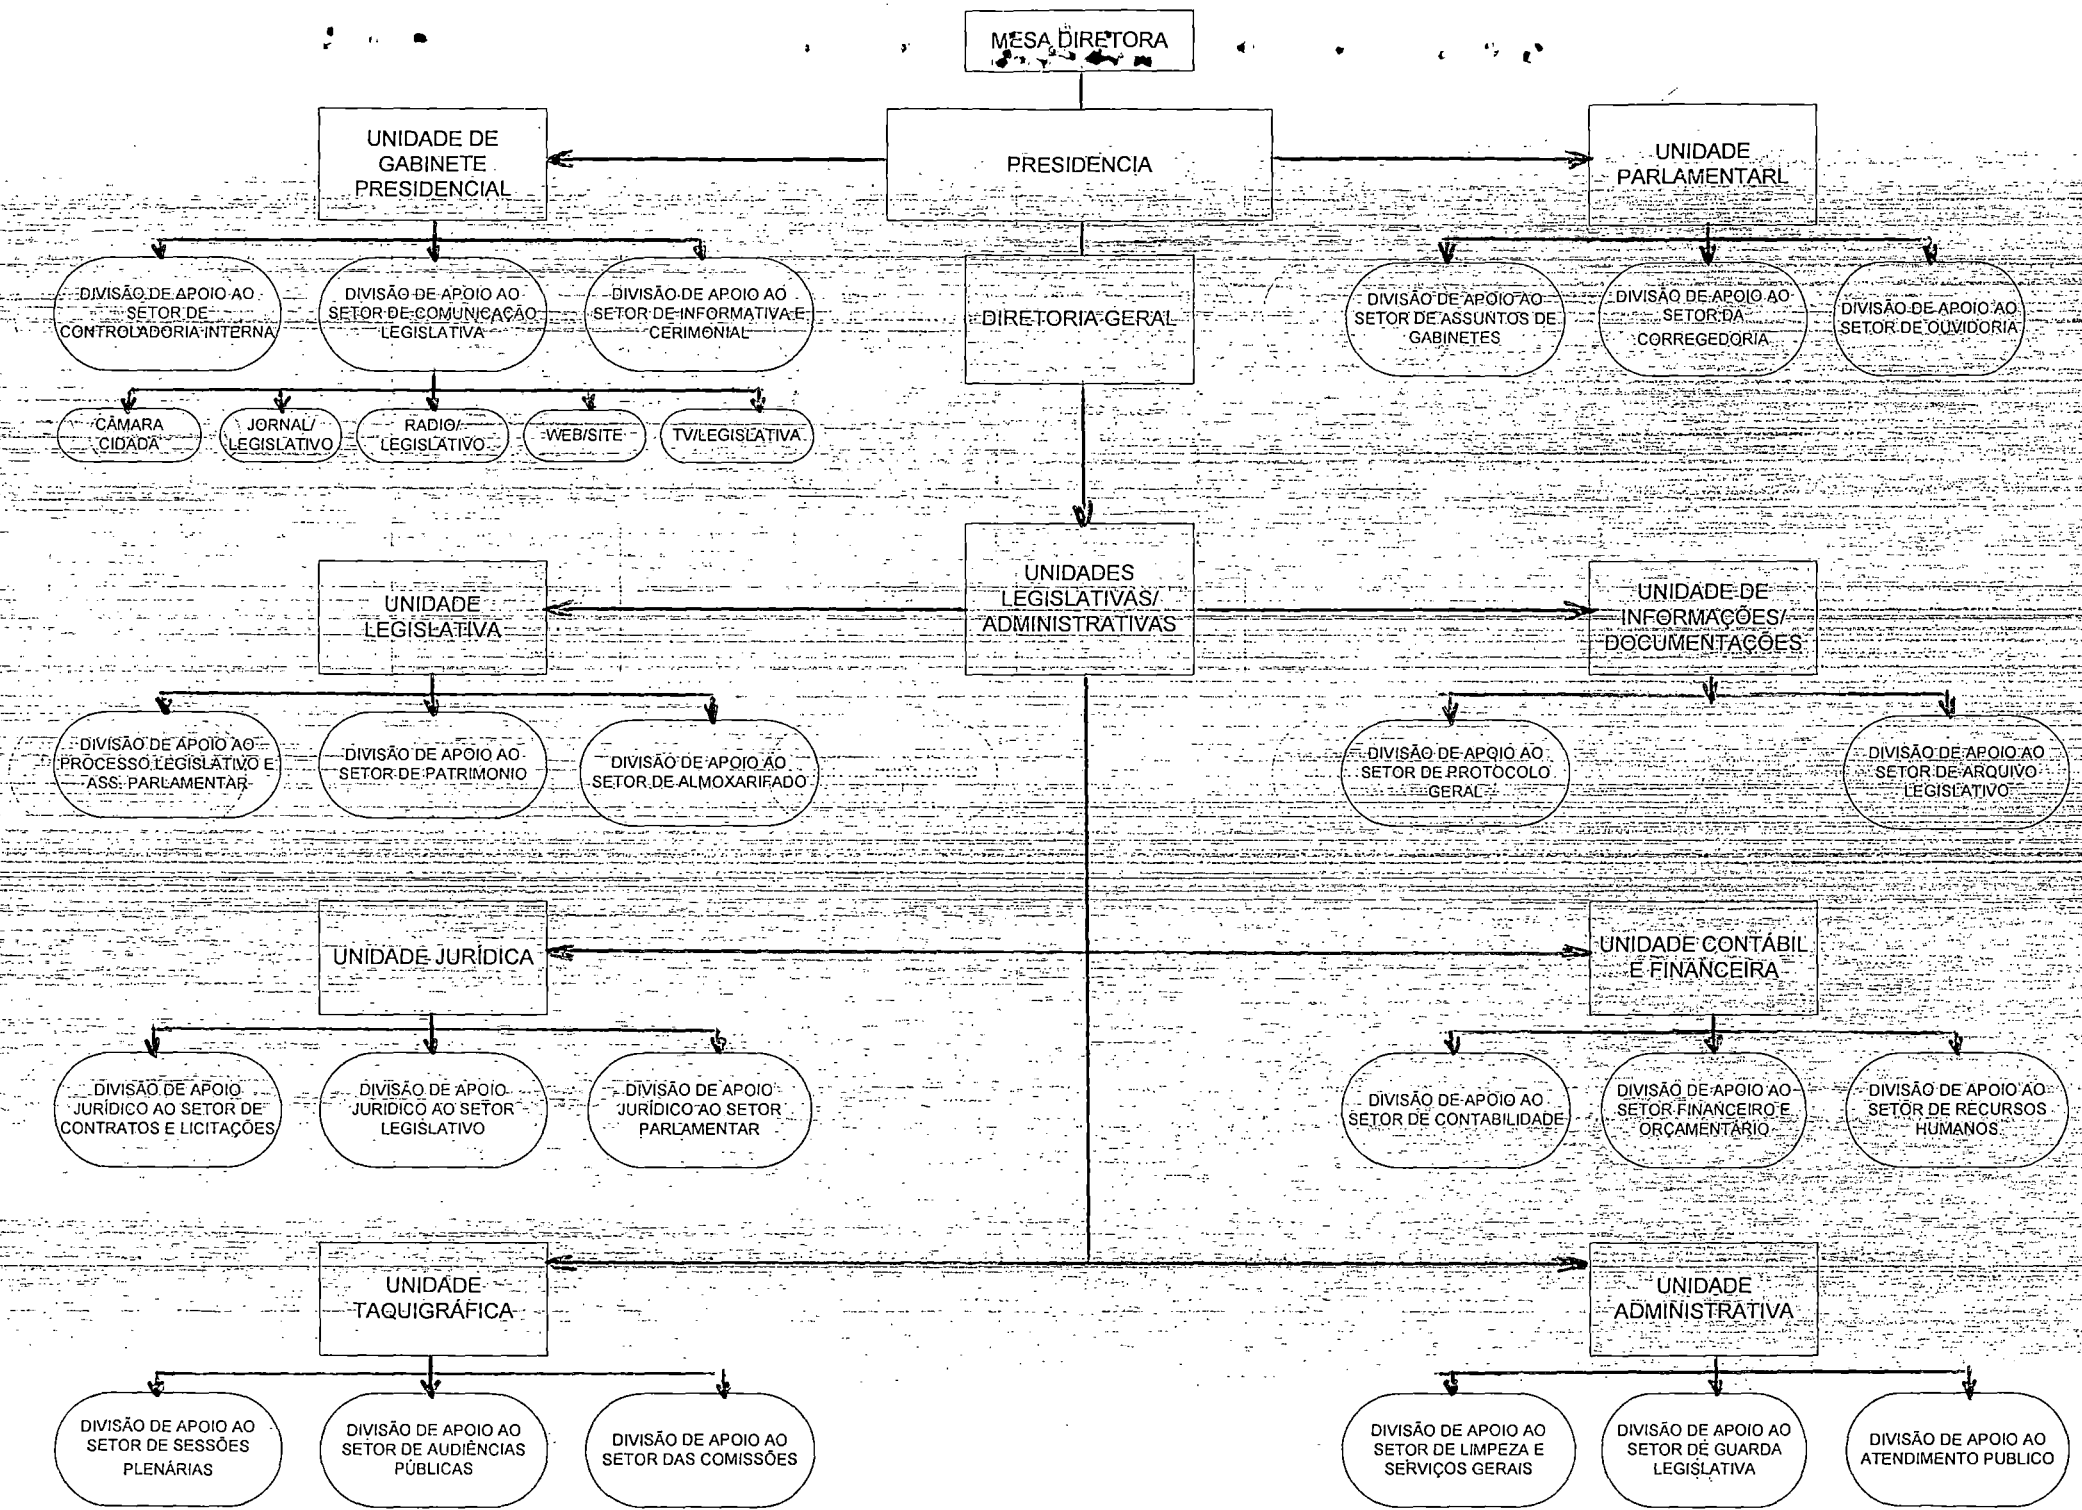 MESA DIRETORA
UNIDADE DE
GABINETE
PRESIDENCIAL
PRESIDENCIA
UNIDADE
PARLAMENTARL
DIVISÃO DE APOIO AO
SETOR DE
CONTROLADORIA INTERNA
DIVISÃO DE APOIO AO
SETOR DE COMUNICAÇÃO
LEGISLATIVA
DIVISÃO DE APOIO AO
SETOR DE INFORMATIVA E
CERIMONIAL
DIRETORIA GERAL
DIVISÃO DE APOIO AO
SETOR DE ASSUNTOS DE
GABINETES
DIVISÃO DE APOIO AO
SETOR DA
CORREGEDORIA
DIVISÃO DE APOIO AO
SETOR DE OUVIDORIA
CÂMARA
CIDADA
JORNAL/
LEGISLATIVO
RADIO/
LEGISLATIVO
WEB/SITE
TV/LEGISLATIVA
UNIDADE
LEGISLATIVA
UNIDADES
LEGISLATIVAS/
ADMINISTRATIVAS
UNIDADE DE
INFORMAÇÕES/
DOCUMENTAÇÕES
DIVISÃO DE APOIO AO
PROCESSO LEGISLATIVO E
ASS. PARLAMENTAR
DIVISÃO DE APOIO AO
SETOR DE PATRIMONIO
DIVISÃO DE APOIO AO
SETOR DE ALMOXARIFADO
DIVISÃO DE APOIO AO
SETOR DE PROTOCOLO
GERAL
DIVISÃO DE APOIO AO
SETOR DE ARQUIVO
LEGISLATIVO
UNIDADE JURÍDICA
UNIDADE CONTÁBIL
E FINANCEIRA
DIVISÃO DE APOIO
JURÍDICO AO SETOR DE
CONTRATOS E LICITAÇÕES
DIVISÃO DE APOIO
JURÍDICO AO SETOR
LEGISLATIVO
DIVISÃO DE APOIO
JURÍDICO AO SETOR
PARLAMENTAR
DIVISÃO DE APOIO AO
SETOR DE CONTABILIDADE
DIVISÃO DE APOIO AO
SETOR FINANCEIRO E
ORÇAMENTÁRIO
DIVISÃO DE APOIO AO
SETOR DE RECURSOS
HUMANOS
UNIDADE
TAQUIGRÁFICA
UNIDADE
ADMINISTRATIVA
DIVISÃO DE APOIO AO
SETOR DE SESSÕES
PLENÁRIAS
DIVISÃO DE APOIO AO
SETOR DE AUDIÊNCIAS
PÚBLICAS
DIVISÃO DE APOIO AO
SETOR DAS COMISSÕES
DIVISÃO DE APOIO AO
SETOR DE LIMPEZA E
SERVIÇOS GERAIS
DIVISÃO DE APOIO AO
SETOR DE GUARDA
LEGISLATIVA
DIVISÃO DE APOIO AO
ATENDIMENTO PUBLICO